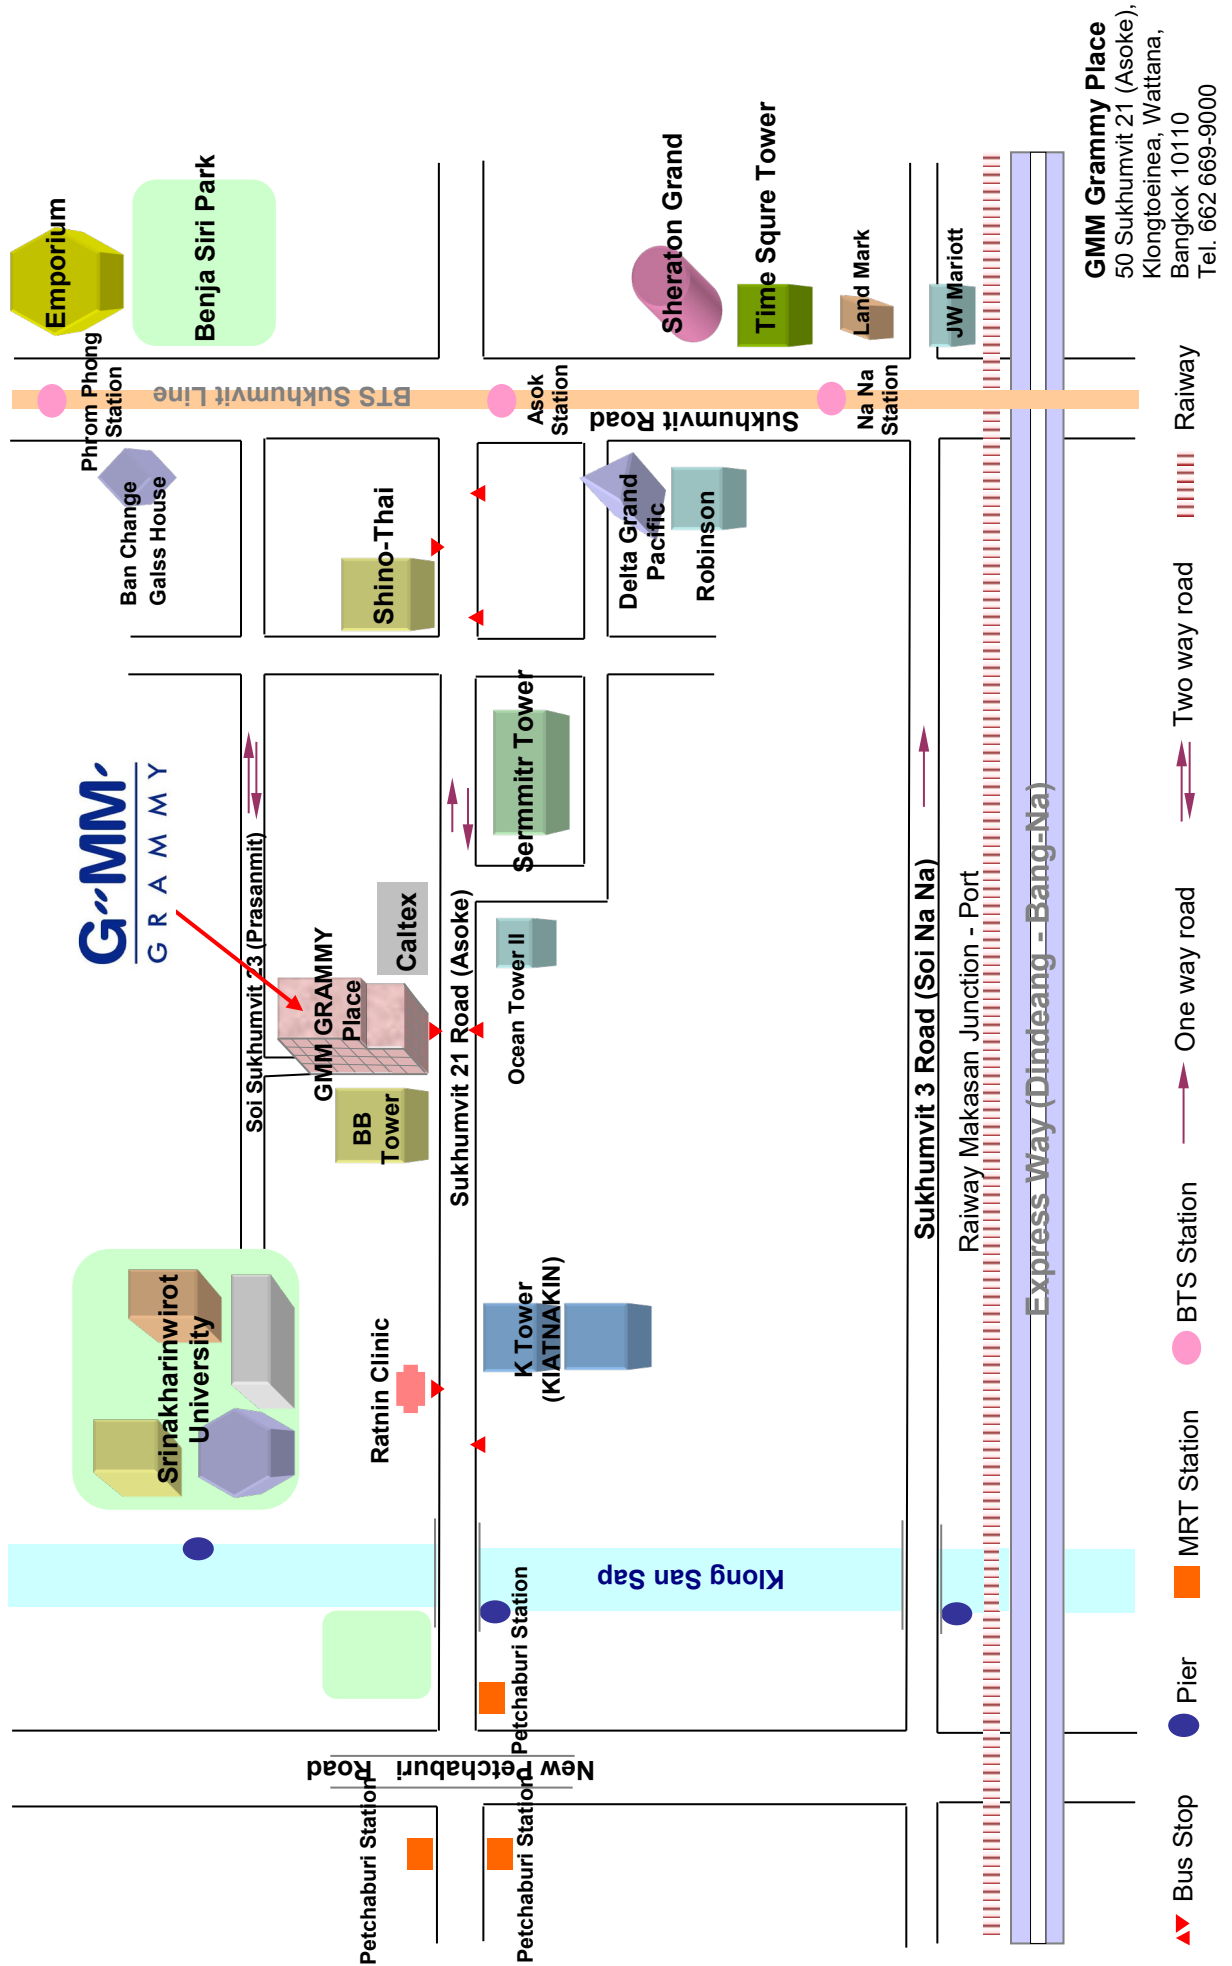 GMM
GRAMMY
Emporium
Benja Siri Park
Phrom Phong
Station
BTS Sukhumvit Line
Ban Change
Galss House
Soi Sukhumvit 23 (Prasanmit)
Srinakharinwirot
University
Shino-Thai
GMM GRAMMY
Place
Caltex
BB
Tower
Ratnin Clinic
Sukhumvit 21 Road (Asoke)
Asok
Station
Sukhumvit Road
Sheraton Grand
Time Squre Tower
Land Mark
JW Mariott
Na Na
Station
Delta Grand
Pacific
Robinson
Sermmitr Tower
Ocean Tower II
K Tower
(KIATNAKIN)
Klong San Sap
Petchaburi Station
New Petchaburi Road
Petchaburi Station
Petchaburi Station
Sukhumvit 3 Road (Soi Na Na)
Raiway Makasan Junction - Port
Express Way (Dindeang - Bang-Na)
GMM Grammy Place
50 Sukhumvit 21 (Asoke),
Klongtoeinea, Wattana,
Bangkok 10110
Tel. 662 669-9000
Bus Stop
Pier
MRT Station
BTS Station
One way road
Two way road
Raiway